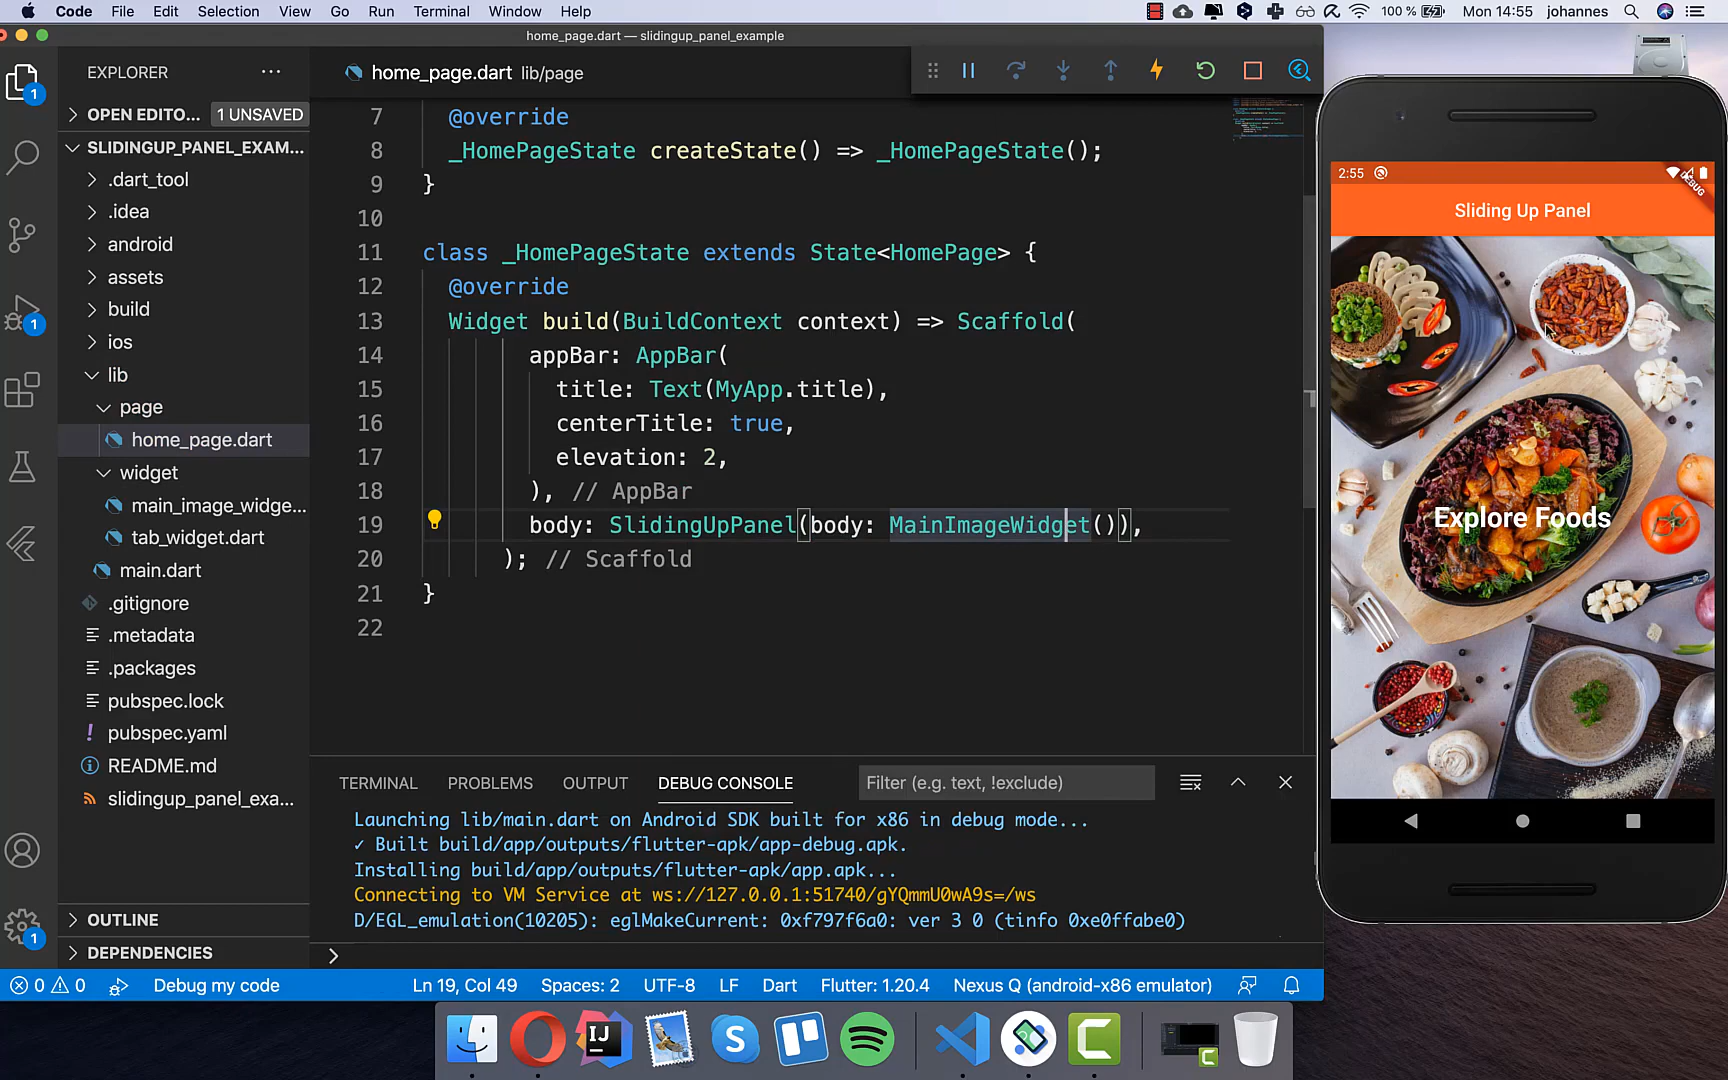 Code File Edit Selection View Go Run Terminal Window Help 100 % Mon 14:55 johannes
home_page.dart — slidingup_panel_example
EXPLORER
OPEN EDITO... 1 UNSAVED
SLIDINGUP_PANEL_EXAM...
.dart_tool
.idea
android
assets
build
ios
lib
page
home_page.dart
widget
main_image_widge...
tab_widget.dart
main.dart
.gitignore
.metadata
.packages
pubspec.lock
pubspec.yaml
README.md
slidingup_panel_exa...
OUTLINE
DEPENDENCIES
1
1
1
home_page.dart lib/page
7 @override
8 _HomePageState createState() => _HomePageState();
9 }
10
11 class _HomePageState extends State<HomePage> {
12 @override
13 Widget build(BuildContext context) => Scaffold(
14 appBar: AppBar(
15 title: Text(MyApp.title),
16 centerTitle: true,
17 elevation: 2,
18 ), // AppBar
19 body: SlidingUpPanel(body: MainImageWidget()),
20 ); // Scaffold
21 }
22
TERMINAL PROBLEMS OUTPUT DEBUG CONSOLE Filter (e.g. text, !exclude)
Launching lib/main.dart on Android SDK built for x86 in debug mode...
✓ Built build/app/outputs/flutter-apk/app-debug.apk.
Installing build/app/outputs/flutter-apk/app.apk...
Connecting to VM Service at ws://127.0.0.1:51740/gYQmmU0wA9s=/ws
D/EGL_emulation(10205): eglMakeCurrent: 0xf797f6a0: ver 3 0 (tinfo 0xe0ffabe0)
0 0 Debug my code Ln 19, Col 49 Spaces: 2 UTF-8 LF Dart Flutter: 1.20.4 Nexus Q (android-x86 emulator)
2:55
DEBUG
Sliding Up Panel
Explore Foods
IJ